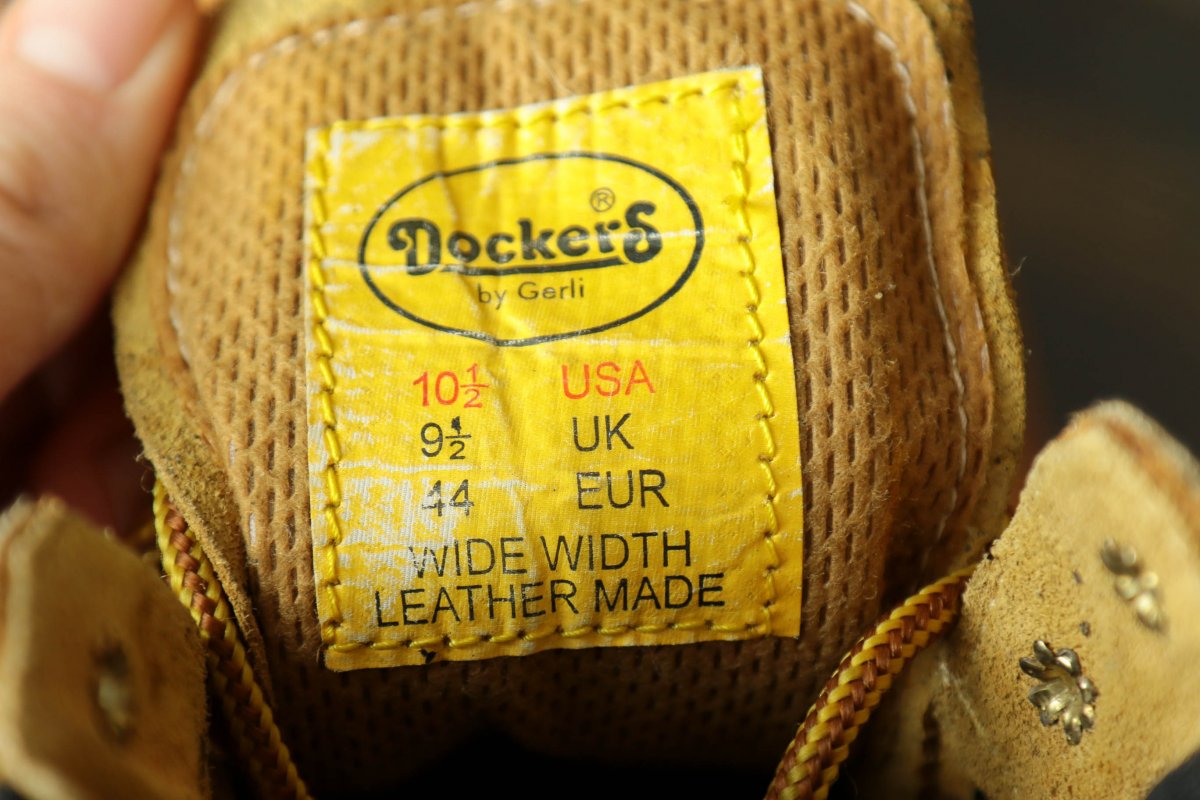 Dockers®
by Gerli
10½ USA
9½ UK
44 EUR
WIDE WIDTH
LEATHER MADE